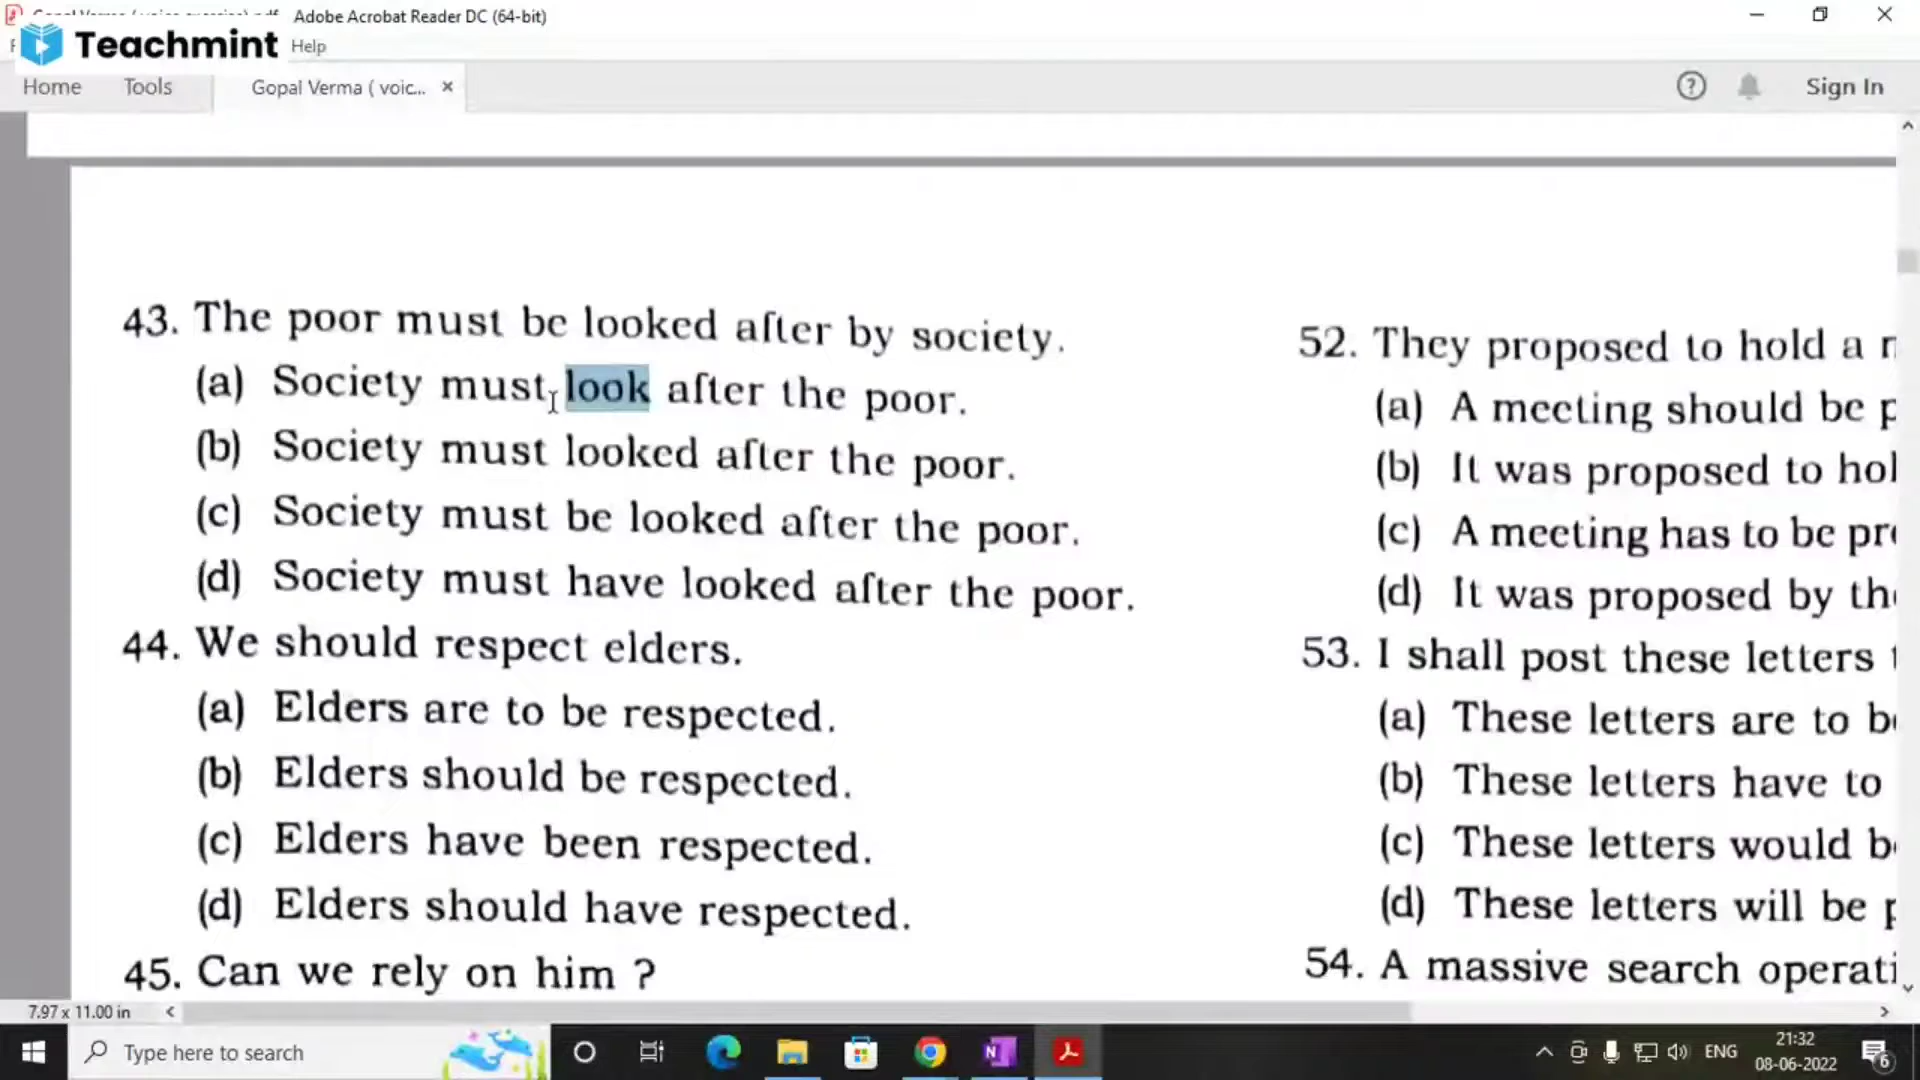 Adobe Acrobat Reader DC (64-bit)
Teachmint
Help
Home Tools Gopal Verma ( voic... × Sign In
43. The poor must be looked after by society.
(a) Society must look after the poor.
(b) Society must looked after the poor.
(c) Society must be looked after the poor.
(d) Society must have looked after the poor.
44. We should respect elders.
(a) Elders are to be respected.
(b) Elders should be respected.
(c) Elders have been respected.
(d) Elders should have respected.
45. Can we rely on him ?
52. They proposed to hold a
(a) A meeting should be
(b) It was proposed to
(c) A meeting has to be
(d) It was proposed by
53. I shall post these letters
(a) These letters are to
(b) These letters have to
(c) These letters would
(d) These letters will be
54. A massive search
7.97 x 11.00 in
Type here to search
ENG
21:32
08-06-2022
6